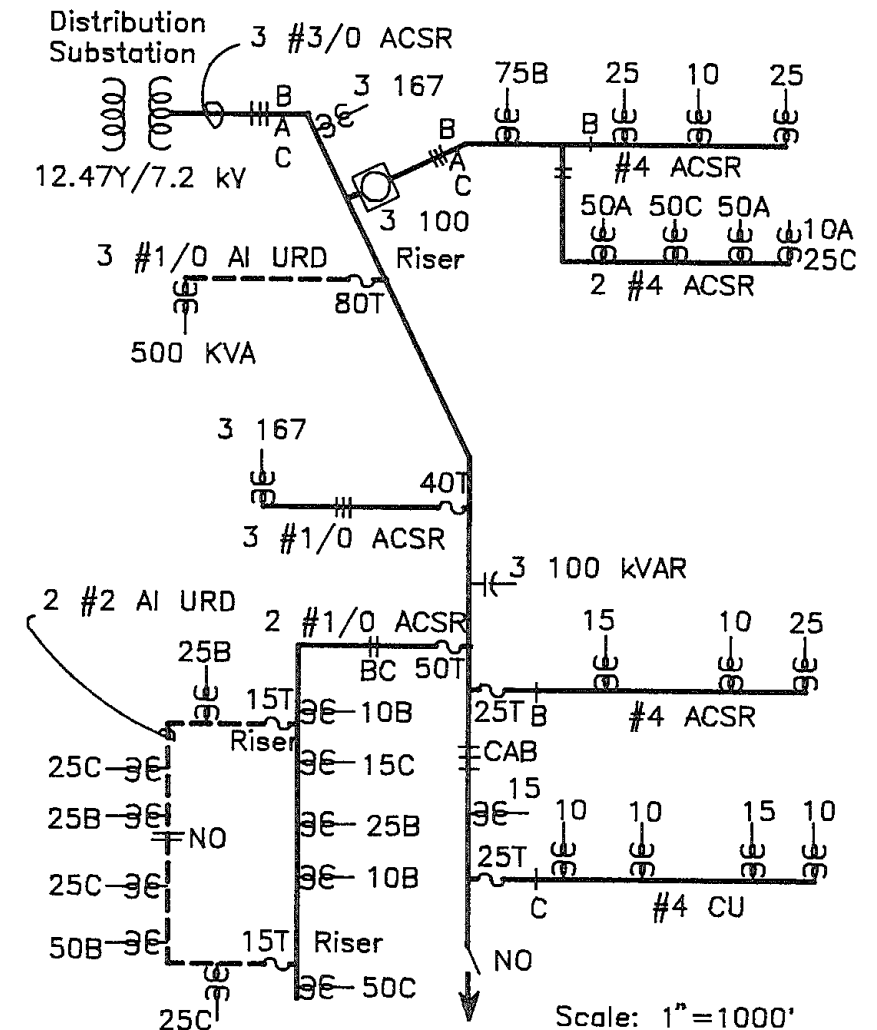 Distribution
Substation
3 #3/0 ACSR
B
A
C
3 167
12.47Y/7.2 kV
B
A
C
75B
25
10
25
B
#4 ACSR
3 100
50A
50C
50A
10A
25C
2 #4 ACSR
3 #1/0 Al URD
Riser
80T
500 KVA
3 167
40T
3 #1/0 ACSR
3 100 kVAR
2 #2 Al URD
2 #1/0 ACSR
BC
50T
15
10
25
25T
B
#4 ACSR
25B
15T
Riser
10B
15C
25B
10B
50C
25C
25B
NO
25C
50B
15T
Riser
25C
CAB
15
25T
C
10
10
15
10
#4 CU
NO
Scale: 1"=1000'